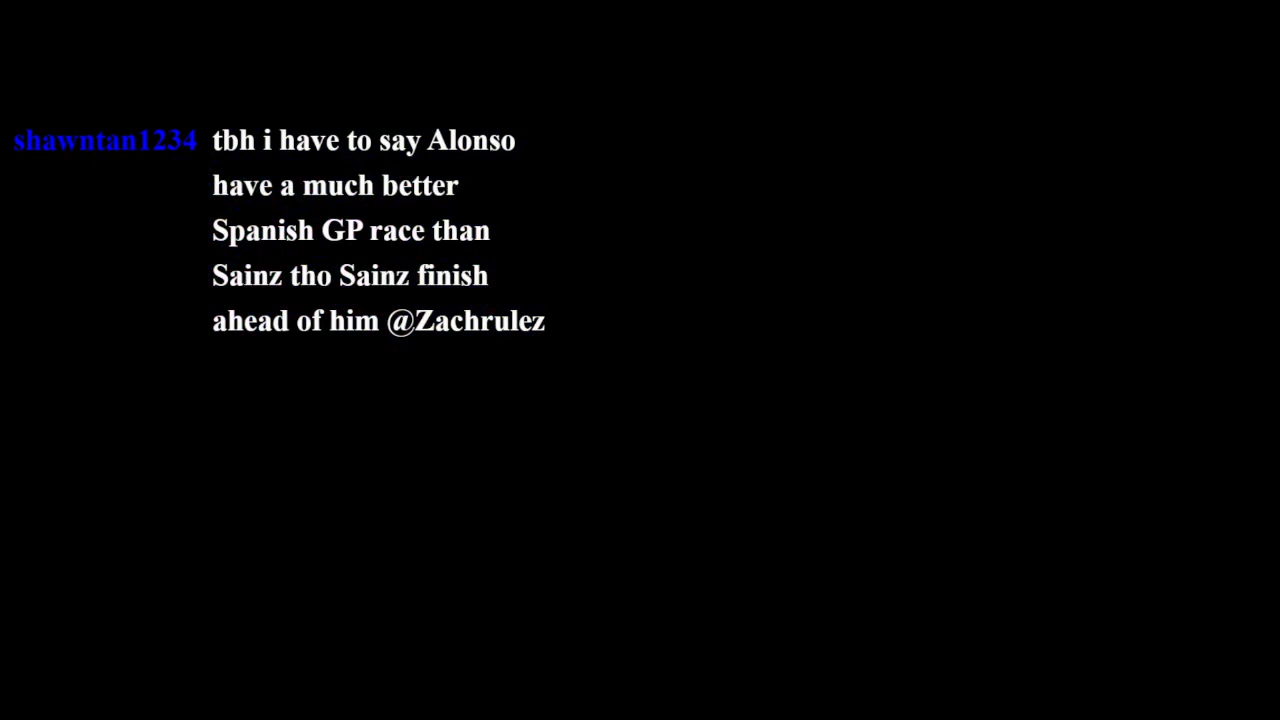 shawntan1234 tbh i have to say Alonso
have a much better
Spanish GP race than
Sainz tho Sainz finish
ahead of him @Zachrulez